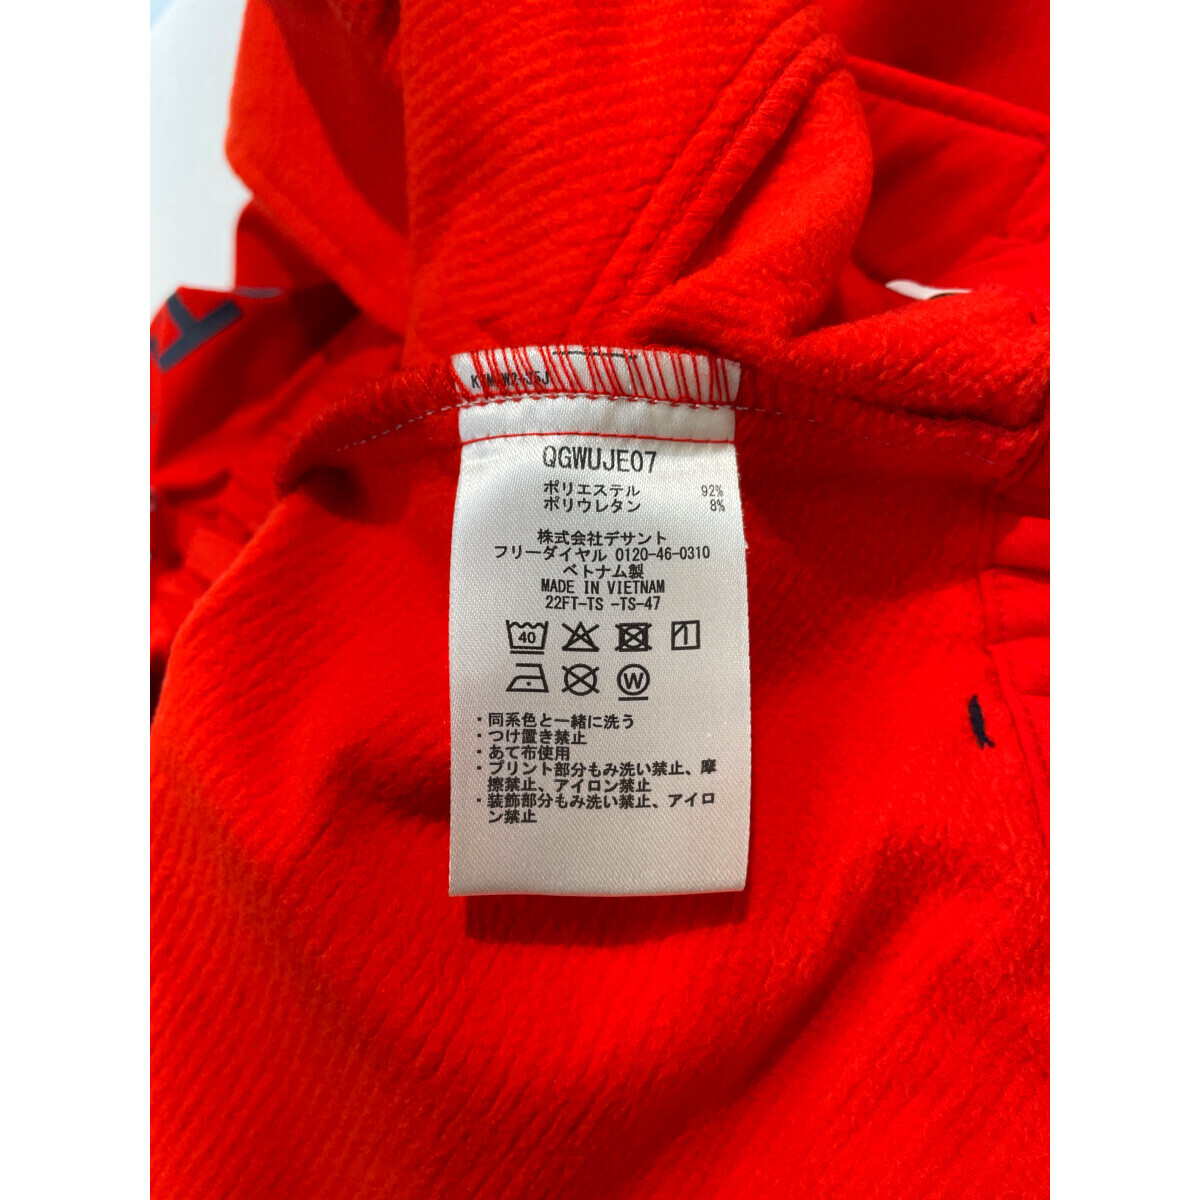 QGWUJE07
ポリエステル 92%
ポリウレタン 8%
株式会社デサント
フリーダイヤル 0120-46-0310
ベトナム製
MADE IN VIETNAM
22FT-TS -TS-47
40
W
・同系色と一緒に洗う
・つけ置き禁止
・あて布使用
・プリント部分もみ洗い禁止、摩
擦禁止、アイロン禁止
・装飾部分もみ洗い禁止、アイロ
ン禁止